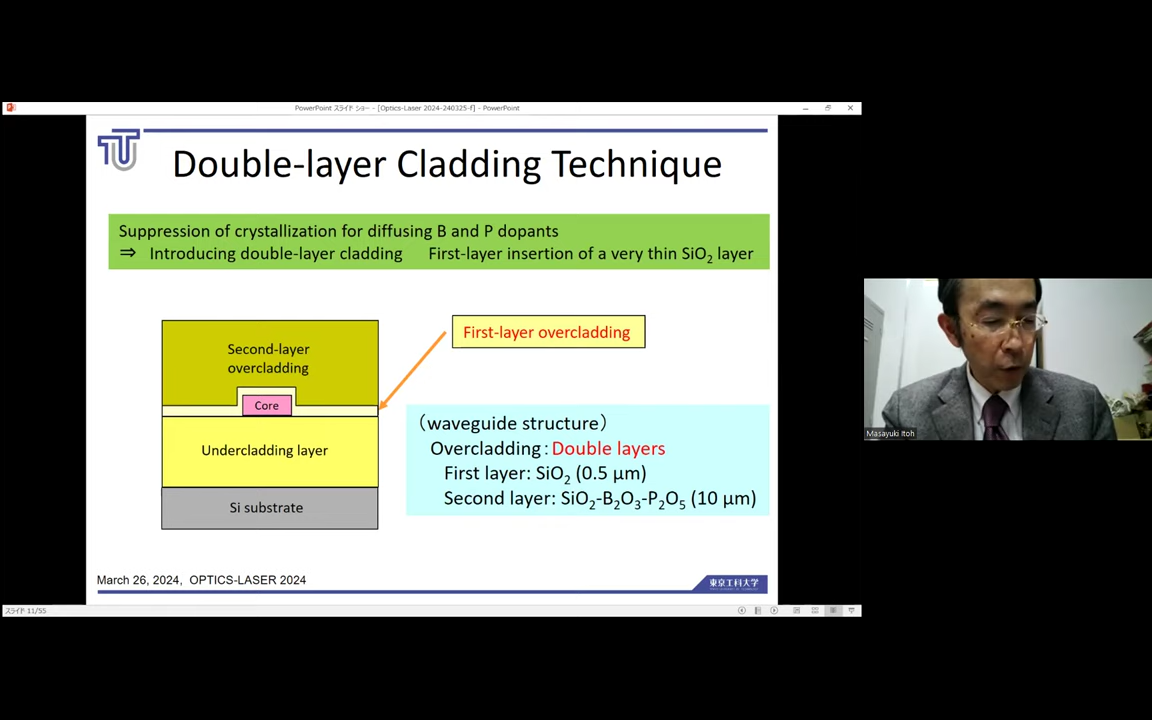 PowerPoint スライド ショー - [Optics-Laser 2024-240325-f] - PowerPoint
Double-layer Cladding Technique
Suppression of crystallization for diffusing B and P dopants
⇒ Introducing double-layer cladding First-layer insertion of a very thin SiO₂ layer
First-layer overcladding
Second-layer
overcladding
Core
Undercladding layer
Si substrate
（waveguide structure）
Overcladding：Double layers
First layer: SiO₂ (0.5 μm)
Second layer: SiO₂-B₂O₃-P₂O₅ (10 μm)
Masayuki Itoh
March 26, 2024, OPTICS-LASER 2024
東京工科大学
スライド 11/55